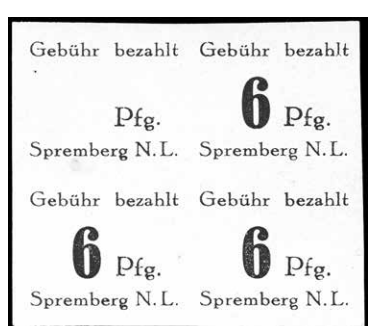 Gebühr bezahlt Gebühr bezahlt
Pfg. 6 Pfg.
Spremberg N.L. Spremberg N.L.
Gebühr bezahlt Gebühr bezahlt
6 Pfg. 6 Pfg.
Spremberg N.L. Spremberg N.L.